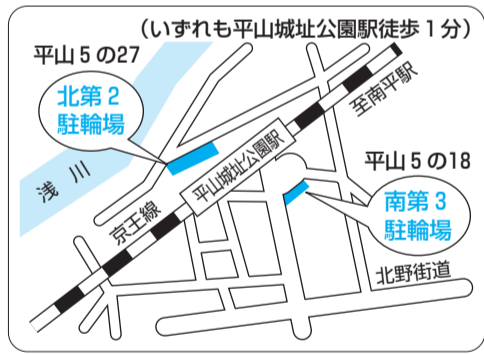 (いずれも平山城址公園駅徒歩1分)
平山5の27
北第2
駐輪場
浅川
京王線
平山城址公園駅
至南平駅
平山5の18
南第3
駐輪場
北野街道